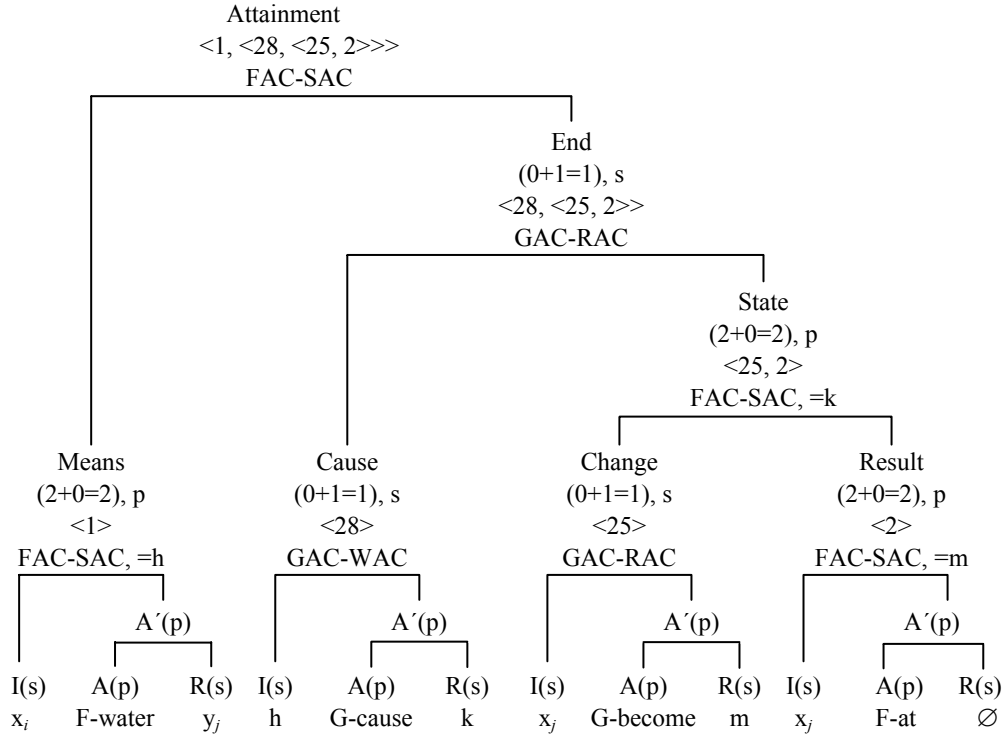 Attainment
<1, <28, <25, 2>>>
FAC-SAC
End
(0+1=1), s
<28, <25, 2>>
GAC-RAC
State
(2+0=2), p
<25, 2>
FAC-SAC, =k
Means Cause Change Result
(2+0=2), p (0+1=1), s (0+1=1), s (2+0=2), p
<1> <28> <25> <2>
FAC-SAC, =h GAC-WAC GAC-RAC FAC-SAC, =m
A´(p) A´(p) A´(p) A´(p)
I(s) A(p) R(s) I(s) A(p) R(s) I(s) A(p) R(s) I(s) A(p) R(s)
xᵢ F-water yⱼ h G-cause k xⱼ G-become m xⱼ F-at ∅